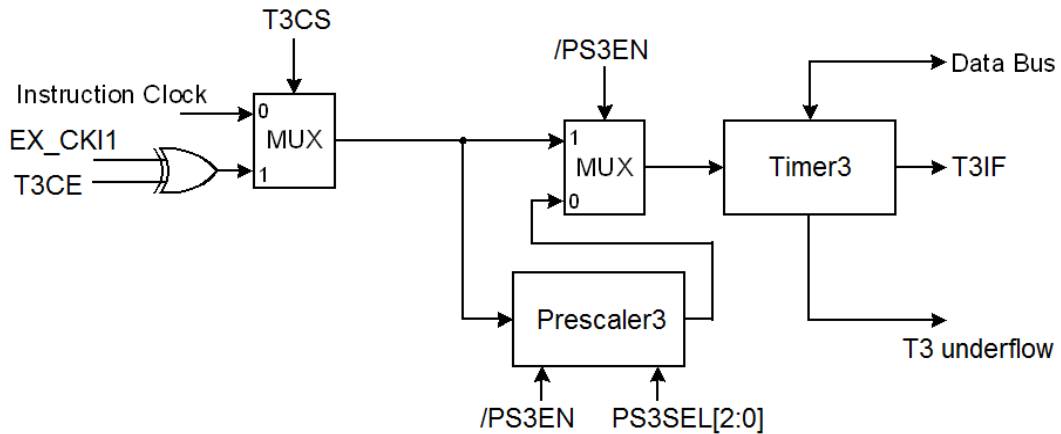 T3CS
/PS3EN
Instruction Clock
0
EX_CKI1
MUX
T3CE
1
1
MUX
0
Data Bus
Timer3
T3IF
Prescaler3
T3 underflow
/PS3EN
PS3SEL[2:0]